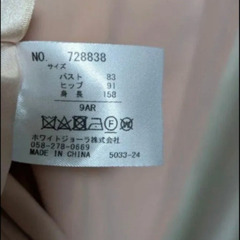 NO. 728838
サイズ
バスト 83
ヒップ 91
身長 158
9AR
ホワイトジョーラ株式会社
058-278-0669
MADE IN CHINA 5033-24